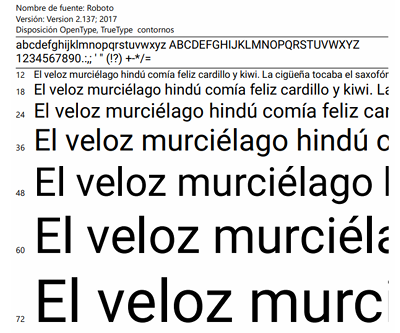 Nombre de fuente: Roboto
Versión: Version 2.137; 2017
Disposición OpenType, TrueType contornos
abcdefghijklmnopqrstuvwxyz ABCDEFGHIJKLMNOPQRSTUVWXYZ
1234567890.:,; ' " (!?) +-*/=
12 El veloz murciélago hindú comía feliz cardillo y kiwi. La cigüeña tocaba el saxofón
18 El veloz murciélago hindú comía feliz cardillo y kiwi. La
24 El veloz murciélago hindú comía feliz car
36 El veloz murciélago hindú c
48 El veloz murciélago
60 El veloz murciéla
72 El veloz murci